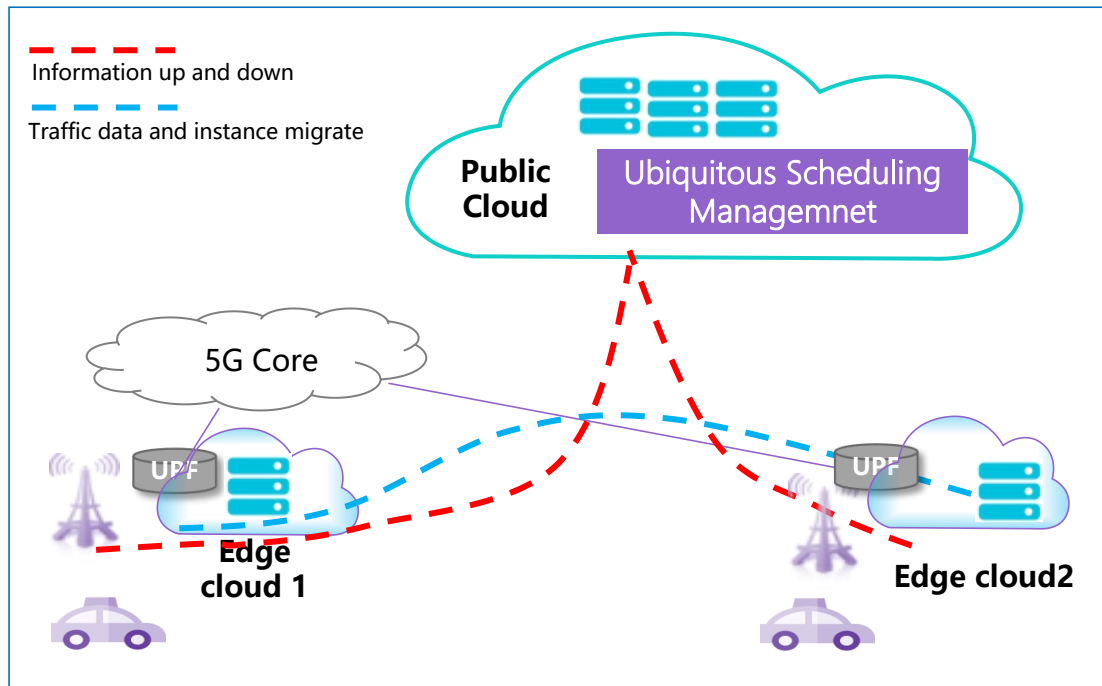 Information up and down
Traffic data and instance migrate
Public
Cloud
Ubiquitous Scheduling
Managemnet
5G Core
UPF
UPF
Edge
cloud 1
Edge cloud2